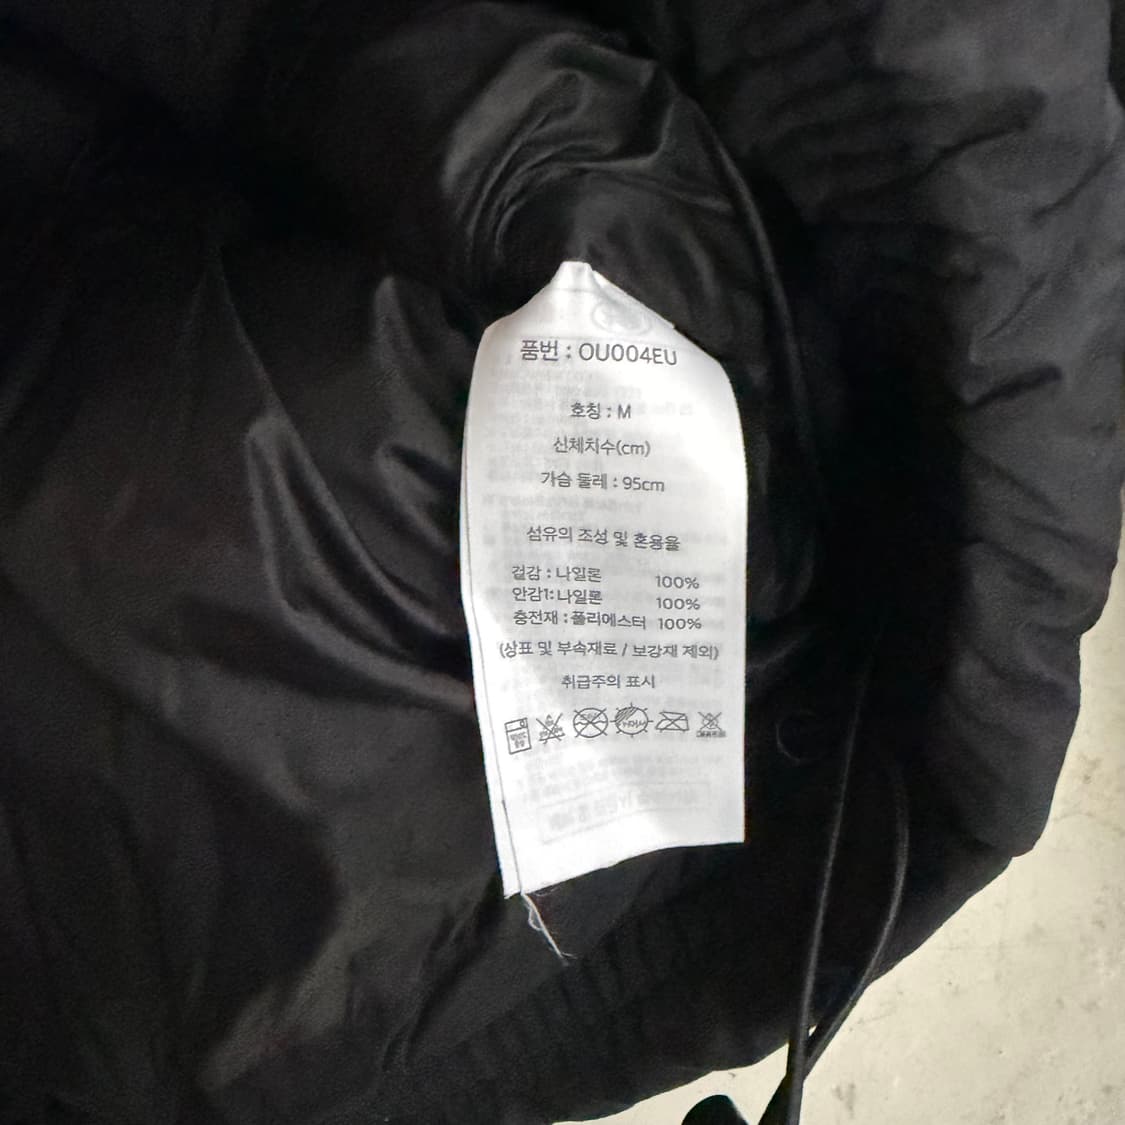 품번 : OU004EU
호칭 : M
신체치수(cm)
가슴 둘레 : 95cm
섬유의 조성 및 혼용율
겉감 : 나일론 100%
안감1: 나일론 100%
충전재 : 폴리에스터 100%
(상표 및 부속재료 / 보강재 제외)
취급주의 표시